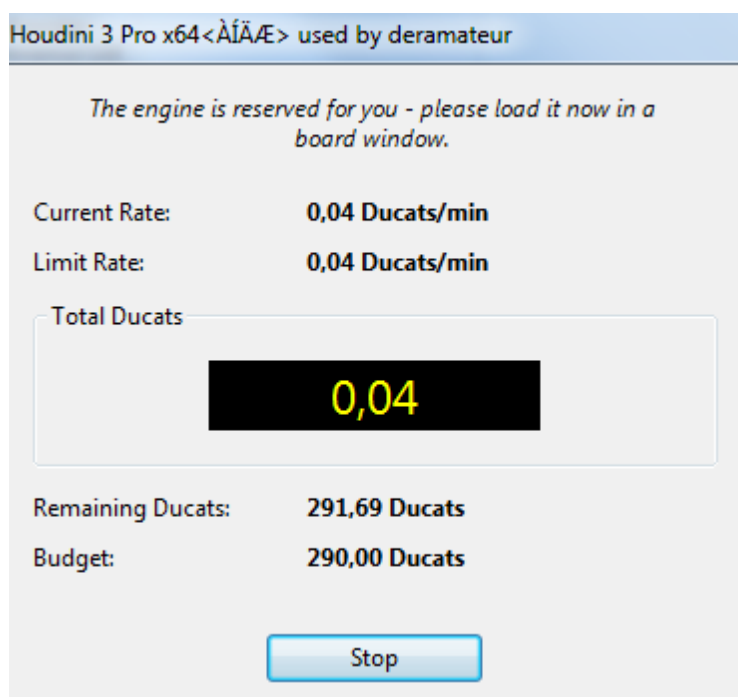 Houdini 3 Pro x64<ÀÍÄÆ> used by deramateur
The engine is reserved for you - please load it now in a
board window.
Current Rate: 0,04 Ducats/min
Limit Rate: 0,04 Ducats/min
Total Ducats
0,04
Remaining Ducats: 291,69 Ducats
Budget: 290,00 Ducats
Stop